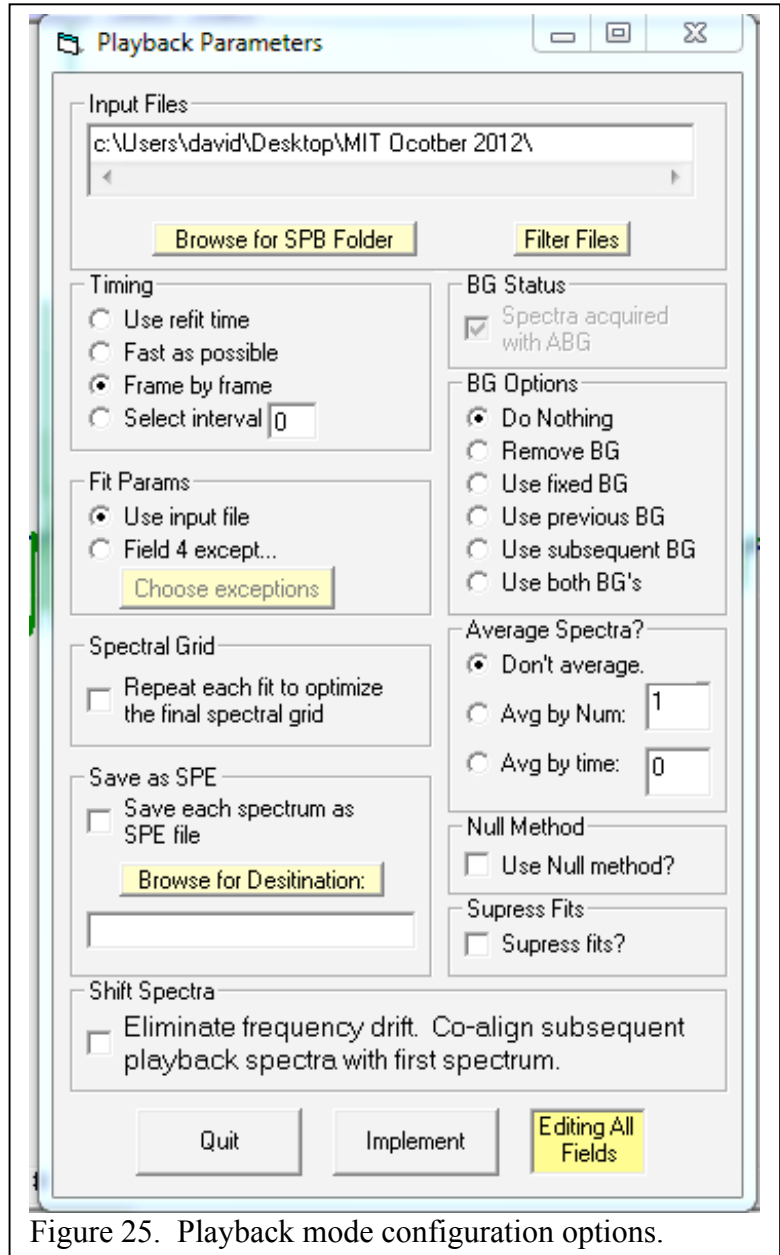 Playback Parameters
Input Files
c:\Users\david\Desktop\MIT Ocotber 2012\
Browse for SPB Folder
Filter Files
Timing
Use refit time
Fast as possible
Frame by frame
Select interval 0
BG Status
Spectra acquired
with ABG
BG Options
Do Nothing
Remove BG
Use fixed BG
Use previous BG
Use subsequent BG
Use both BG's
Fit Params
Use input file
Field 4 except...
Choose exceptions
Spectral Grid
Repeat each fit to optimize
the final spectral grid
Average Spectra?
Don't average.
Avg by Num: 1
Avg by time: 0
Save as SPE
Save each spectrum as
SPE file
Browse for Desitination:
Null Method
Use Null method?
Supress Fits
Supress fits?
Shift Spectra
Eliminate frequency drift. Co-align subsequent
playback spectra with first spectrum.
Quit
Implement
Editing All
Fields
Figure 25. Playback mode configuration options.